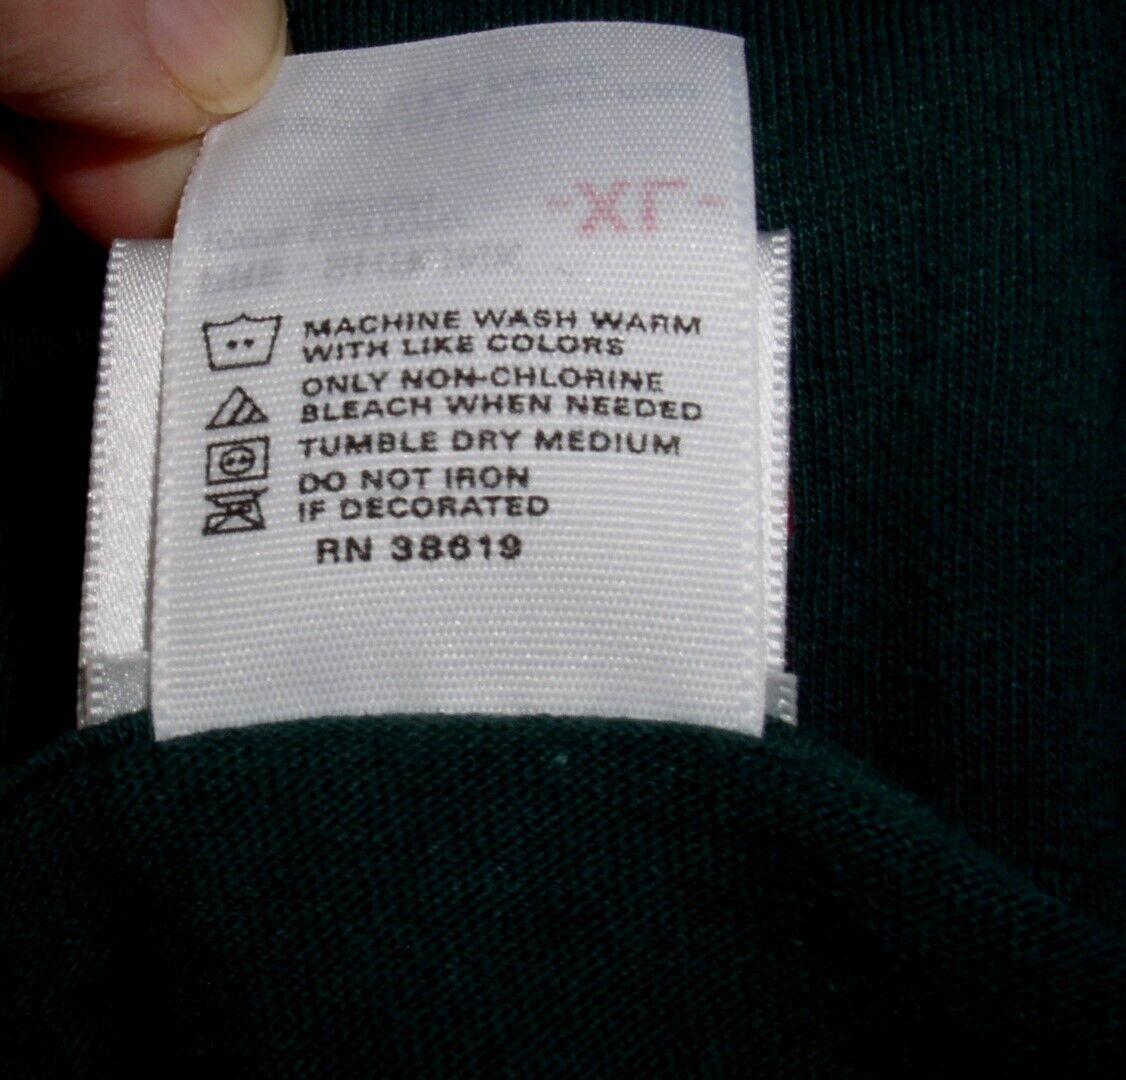 MACHINE WASH WARM
WITH LIKE COLORS
ONLY NON-CHLORINE
BLEACH WHEN NEEDED
TUMBLE DRY MEDIUM
DO NOT IRON
IF DECORATED
RN 38619